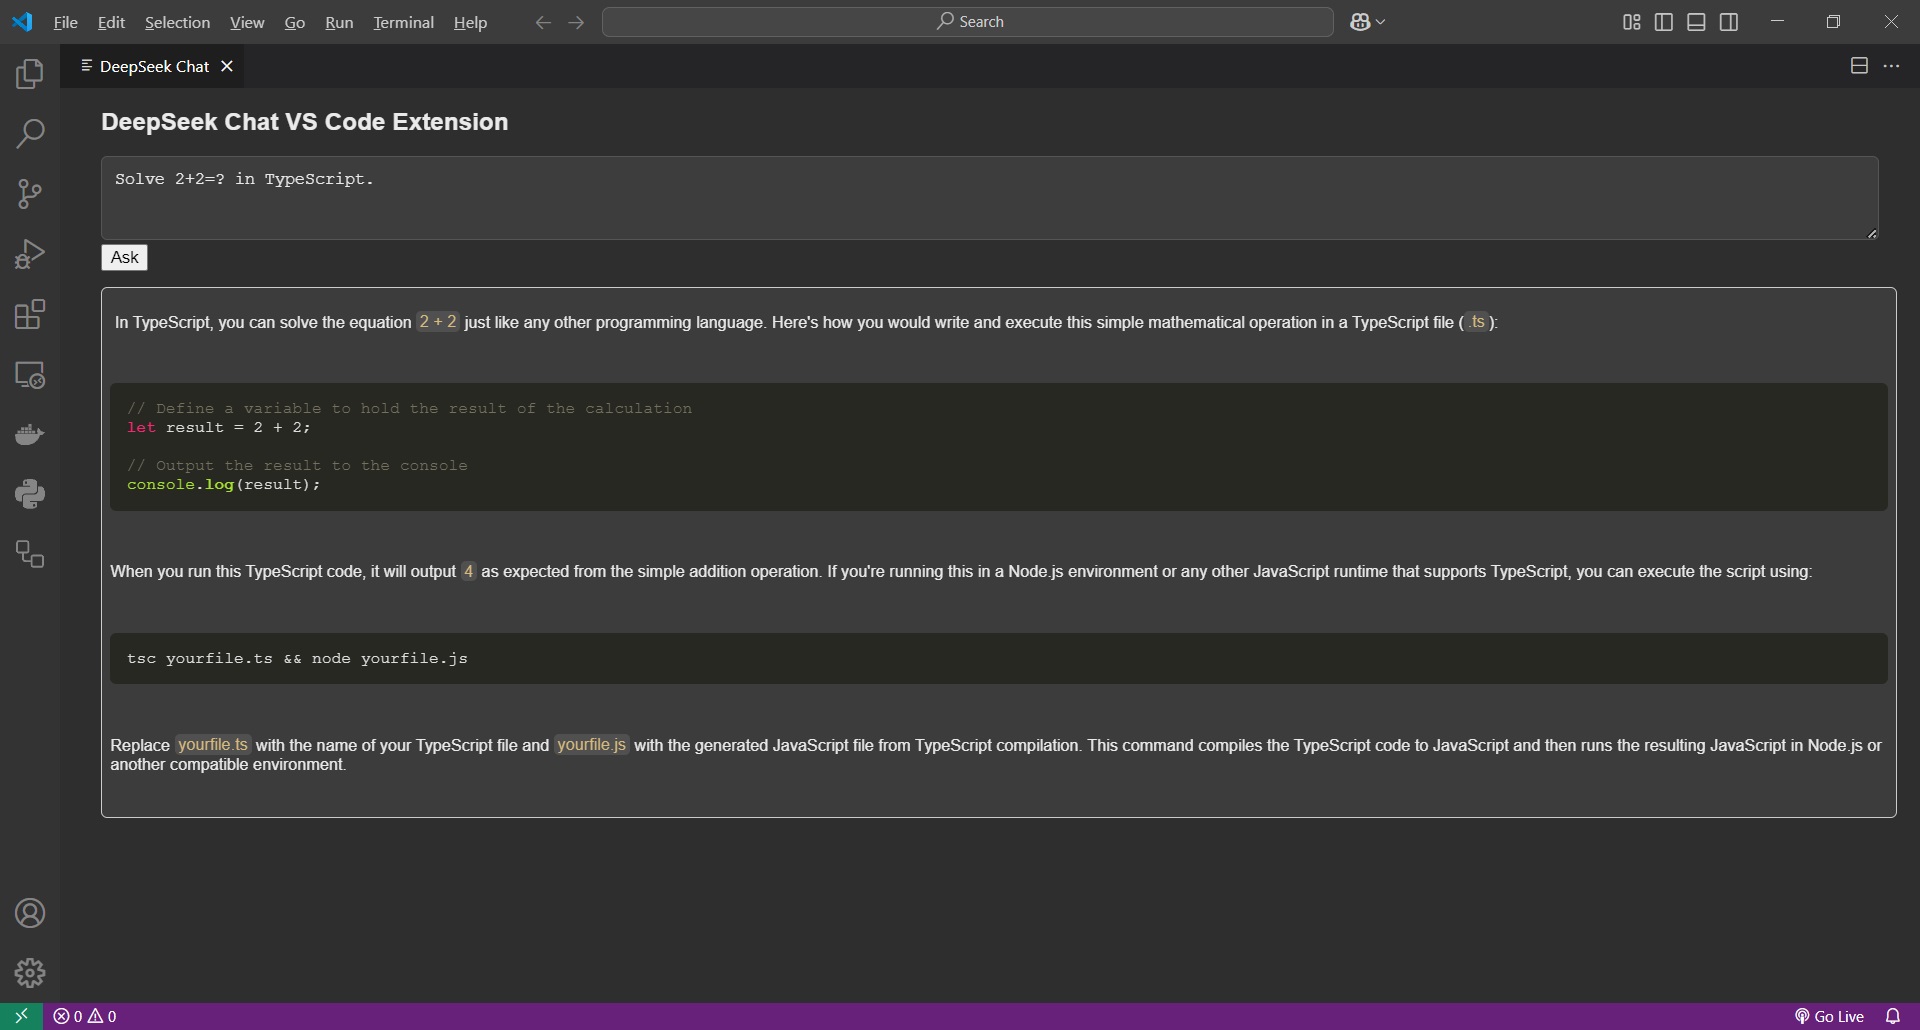 File Edit Selection View Go Run Terminal Help Search
DeepSeek Chat
DeepSeek Chat VS Code Extension
Solve 2+2=? in TypeScript.
Ask
In TypeScript, you can solve the equation 2 + 2 just like any other programming language. Here's how you would write and execute this simple mathematical operation in a TypeScript file ( .ts ):
// Define a variable to hold the result of the calculation
let result = 2 + 2;
// Output the result to the console
console.log(result);
When you run this TypeScript code, it will output 4 as expected from the simple addition operation. If you're running this in a Node.js environment or any other JavaScript runtime that supports TypeScript, you can execute the script using:
tsc yourfile.ts && node yourfile.js
Replace yourfile.ts with the name of your TypeScript file and yourfile.js with the generated JavaScript file from TypeScript compilation. This command compiles the TypeScript code to JavaScript and then runs the resulting JavaScript in Node.js or
another compatible environment.
0 0 Go Live